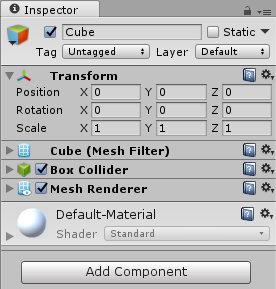 Inspector
Cube Static
Tag Untagged Layer Default
Transform
Position X 0 Y 0 Z 0
Rotation X 0 Y 0 Z 0
Scale X 1 Y 1 Z 1
Cube (Mesh Filter)
Box Collider
Mesh Renderer
Default-Material
Shader Standard
Add Component